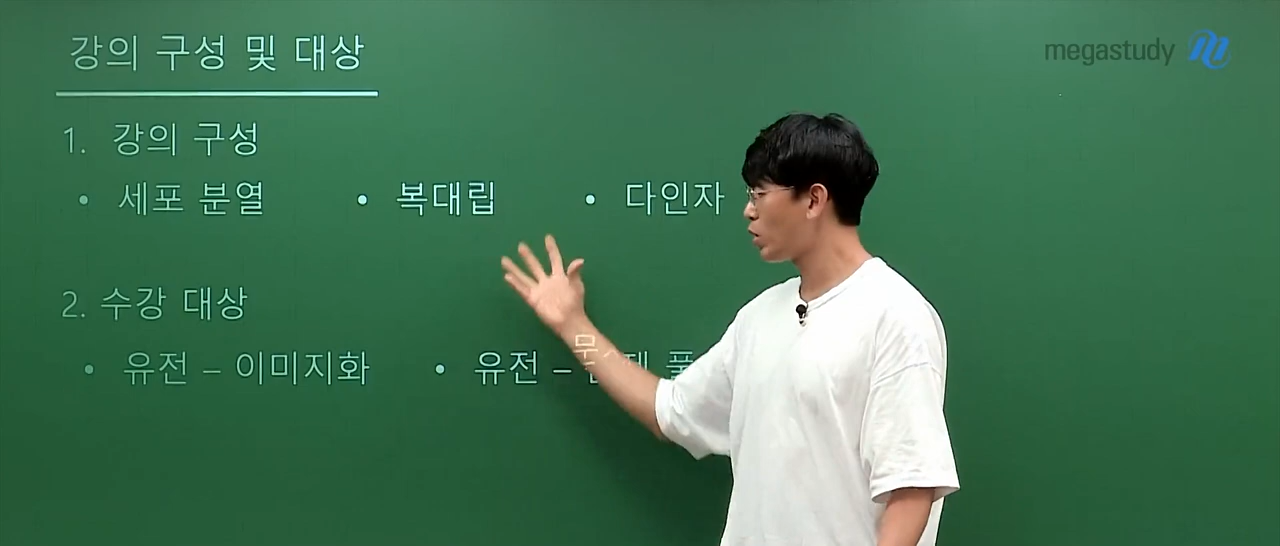 강의 구성 및 대상
megastudy
1. 강의 구성
• 세포 분열 • 복대립 • 다인자
2. 수강 대상
• 유전 – 이미지화 • 유전 –